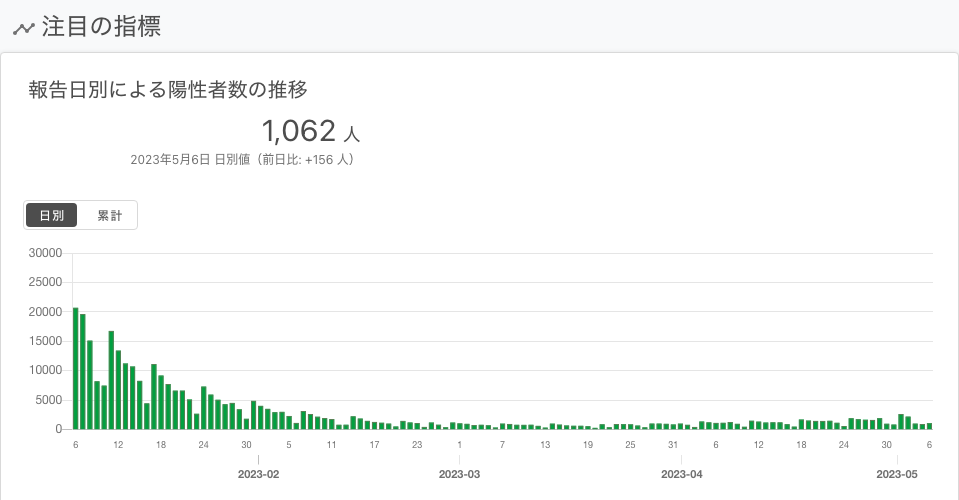 注目の指標
報告日別による陽性者数の推移
1,062 人
2023年5月6日 日別値（前日比: +156 人）
日別 累計
30000
25000
20000
15000
10000
5000
0
6 12 18 24 30 5 11 17 23 1 7 13 19 25 31 6 12 18 24 30 6
2023-02 2023-03 2023-04 2023-05